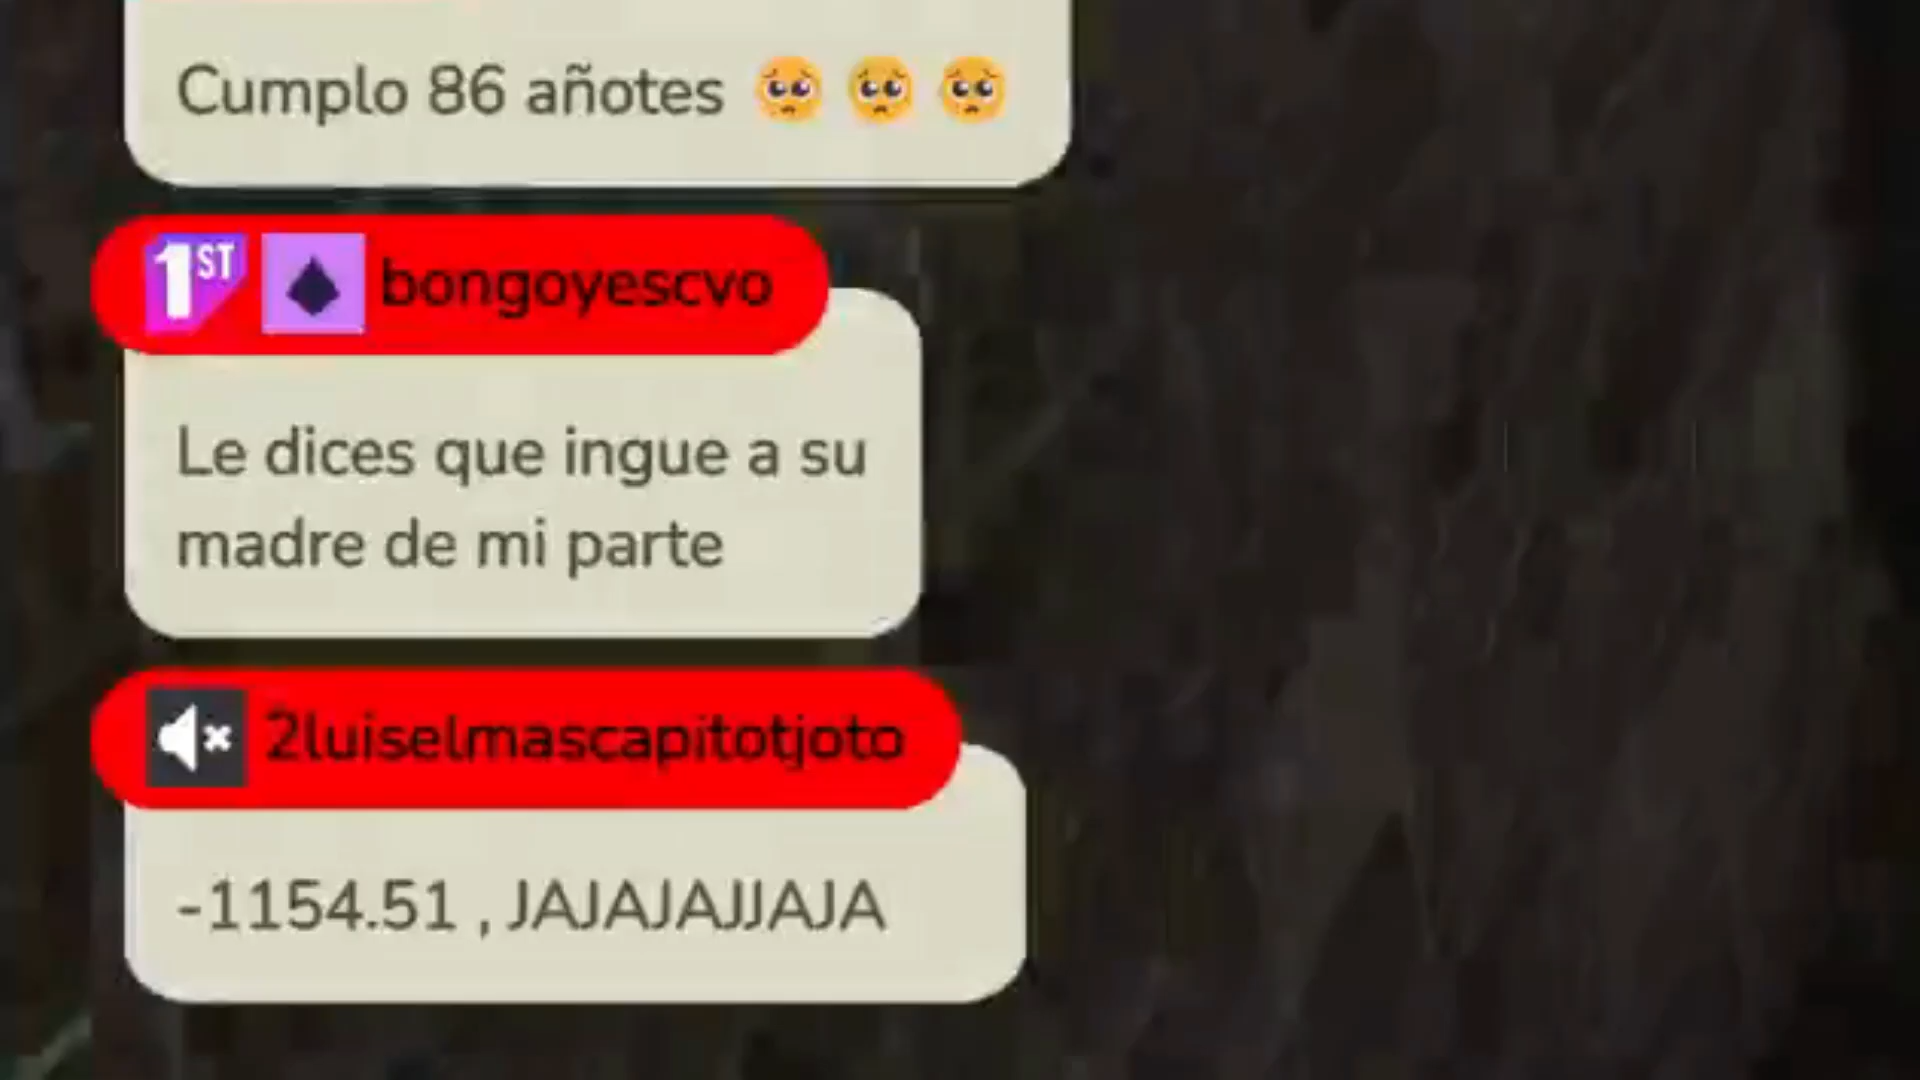 Cumplo 86 añotes 🥺 🥺 🥺
1ST bongoyescvo
Le dices que ingue a su
madre de mi parte
2luiselmascapitotjoto
-1154.51 , JAJAJAJJAJA